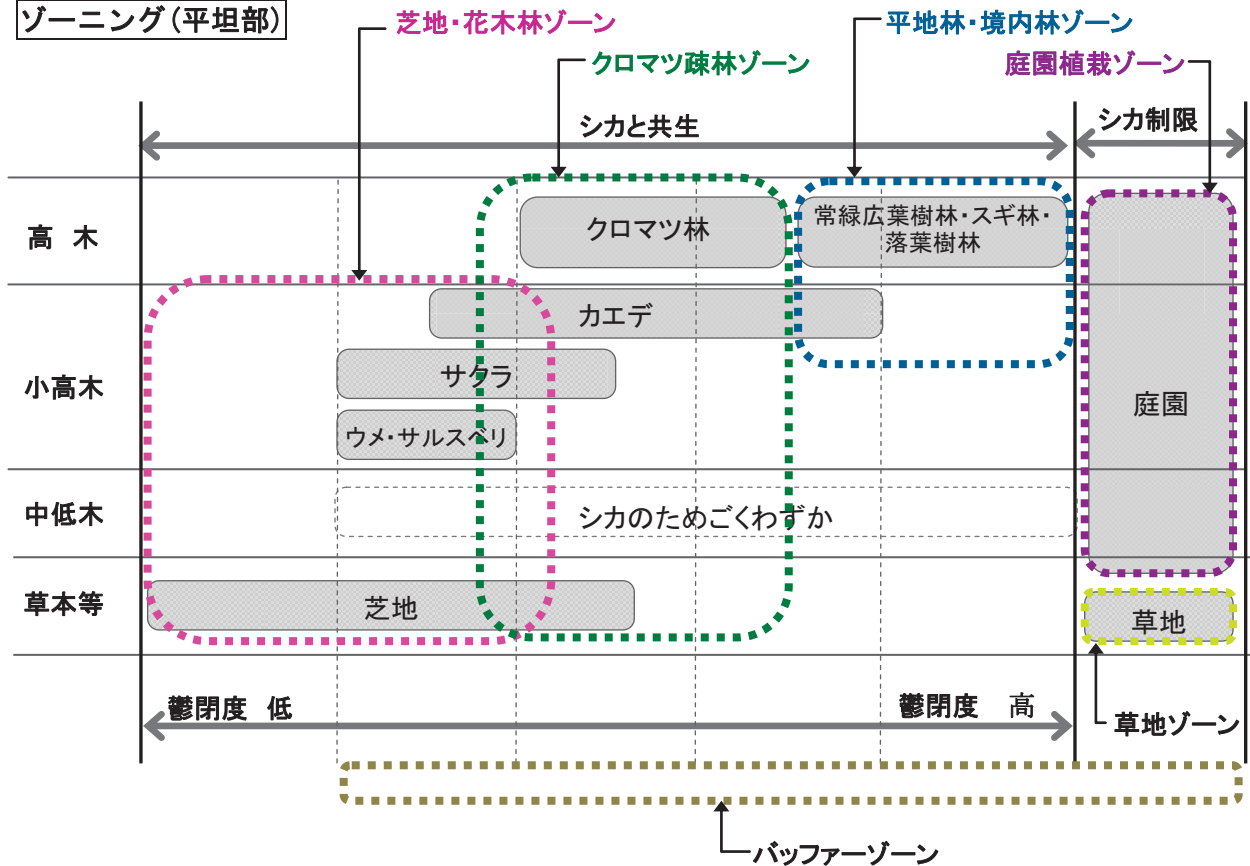 ゾーニング(平坦部)
芝地・花木林ゾーン
平地林・境内林ゾーン
クロマツ疎林ゾーン
庭園植栽ゾーン
シカと共生
シカ制限
高 木
クロマツ林
常緑広葉樹林・スギ林・
落葉樹林
カエデ
小高木
サクラ
庭園
ウメ・サルスベリ
中低木
シカのためごくわずか
草本等
芝地
草地
鬱閉度 低
鬱閉度 高
草地ゾーン
バッファーゾーン